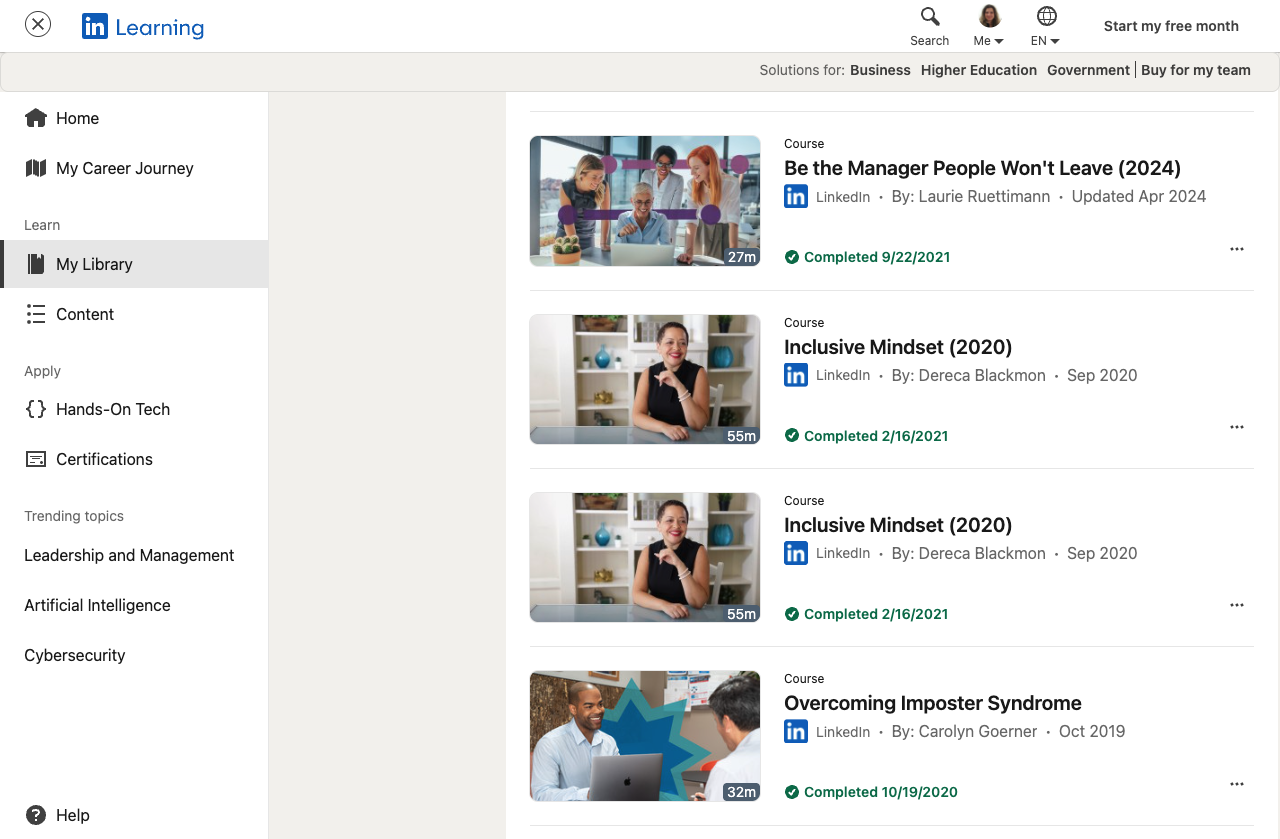 in Learning
Search
Me
EN
Start my free month
Solutions for: Business Higher Education Government Buy for my team
Home
My Career Journey
Learn
My Library
Content
Apply
Hands-On Tech
Certifications
Trending topics
Leadership and Management
Artificial Intelligence
Cybersecurity
Help
27m
Course
Be the Manager People Won't Leave (2024)
in LinkedIn · By: Laurie Ruettimann · Updated Apr 2024
Completed 9/22/2021
55m
Course
Inclusive Mindset (2020)
in LinkedIn · By: Dereca Blackmon · Sep 2020
Completed 2/16/2021
55m
Course
Inclusive Mindset (2020)
in LinkedIn · By: Dereca Blackmon · Sep 2020
Completed 2/16/2021
32m
Course
Overcoming Imposter Syndrome
in LinkedIn · By: Carolyn Goerner · Oct 2019
Completed 10/19/2020